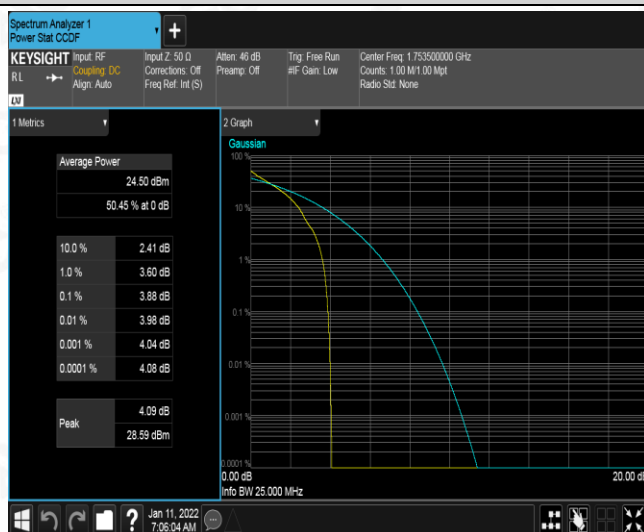 Spectrum Analyzer 1
Power Stat CCDF
+
KEYSIGHT
RL
LXI
Input: RF
Coupling: DC
Align: Auto
Input Z: 50 Ω
Corrections: Off
Freq Ref: Int (S)
Atten: 46 dB
Preamp: Off
Trig: Free Run
#IF Gain: Low
Center Freq: 1.753500000 GHz
Counts: 1.00 M/1.00 Mpt
Radio Std: None
1 Metrics
Average Power
24.50 dBm
50.45 % at 0 dB
10.0 % 2.41 dB
1.0 % 3.60 dB
0.1 % 3.88 dB
0.01 % 3.98 dB
0.001 % 4.04 dB
0.0001 % 4.08 dB
Peak
4.09 dB
28.59 dBm
2 Graph
Gaussian
100 %
10 %
1 %
0.1 %
0.01 %
0.001 %
0.0001 %
0.00 dB
20.00 dB
Info BW 25.000 MHz
?
Jan 11, 2022
7:06:04 AM